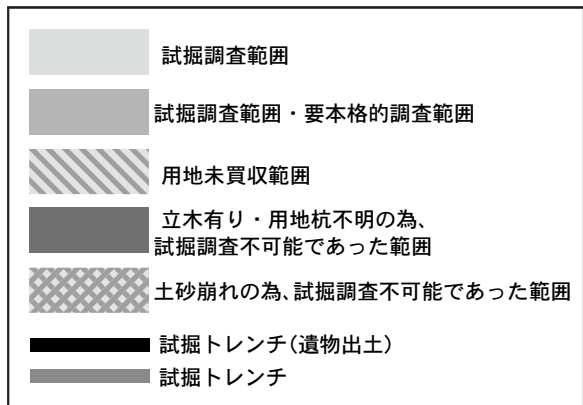 試掘調査範囲
試掘調査範囲・要本格的調査範囲
用地未買収範囲
立木有り・用地杭不明の為、
試掘調査不可能であった範囲
土砂崩れの為、試掘調査不可能であった範囲
試掘トレンチ（遺物出土）
試掘トレンチ